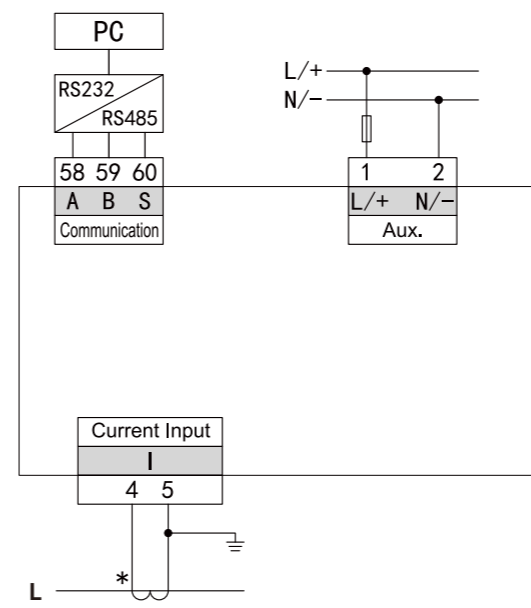 PC
RS232
RS485
58 59 60
A B S
Communication
L/+
N/-
1 2
L/+ N/-
Aux.
Current Input
I
4 5
*
L